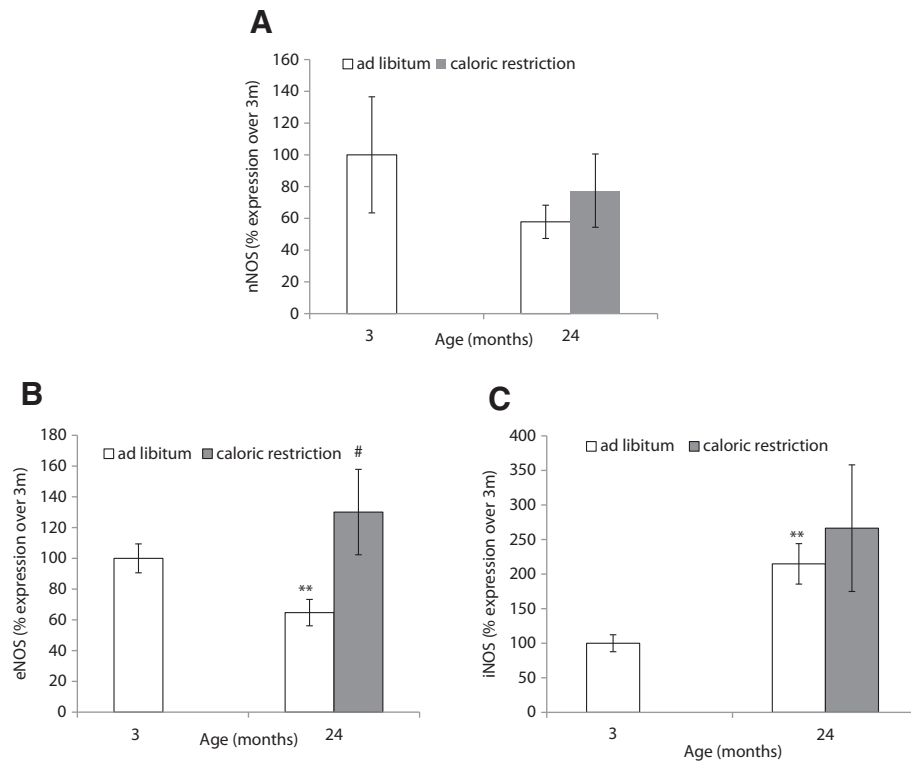 A
160
140
120
100
80
60
40
20
0
nNOS (% expression over 3m)
ad libitum caloric restriction
3 Age (months) 24
B
180
160
140
120
100
80
60
40
20
0
eNOS (% expression over 3m)
ad libitum caloric restriction #
**
3 Age (months) 24
C
400
350
300
250
200
150
100
50
0
iNOS (% expression over 3m)
ad libitum caloric restriction
**
3 24
Age (months)